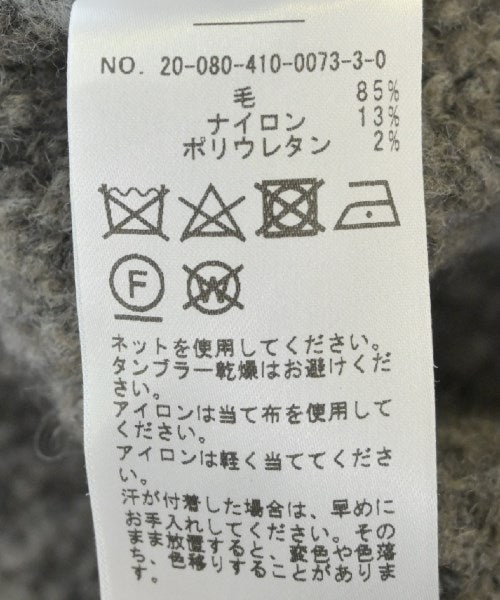 NO. 20-080-410-0073-3-0
毛 85%
ナイロン 13%
ポリウレタン 2%
F
W
ネットを使用してください。
タンブラー乾燥はお避けくだ
さい。
アイロンは当て布を使用して
ください。
アイロンは軽く当ててくださ
い。
汗が付着した場合は、早めに
お手入れしてください。その
まま放置すると、変色や色落
ち、色移りすることがありま
す。